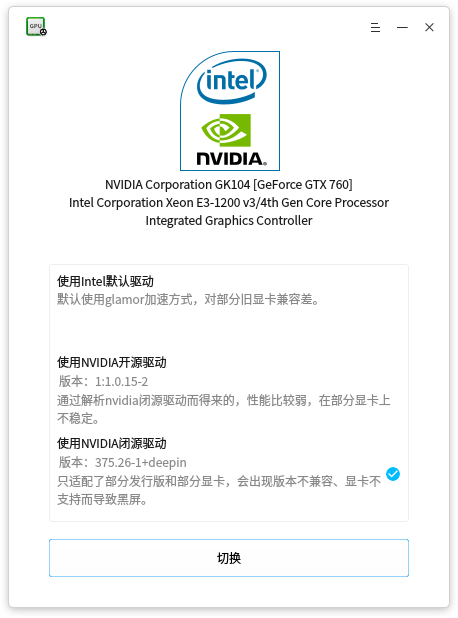 GPU
intel
NVIDIA.
NVIDIA Corporation GK104 [GeForce GTX 760]
Intel Corporation Xeon E3-1200 v3/4th Gen Core Processor
Integrated Graphics Controller
使用Intel默认驱动
默认使用glamor加速方式，对部分旧显卡兼容差。
使用NVIDIA开源驱动
版本：1:1.0.15-2
通过解析nvidia闭源驱动而得来的，性能比较弱，在部分显卡上
不稳定。
使用NVIDIA闭源驱动
版本：375.26-1+deepin
只适配了部分发行版和部分显卡，会出现版本不兼容、显卡不
支持而导致黑屏。
切换